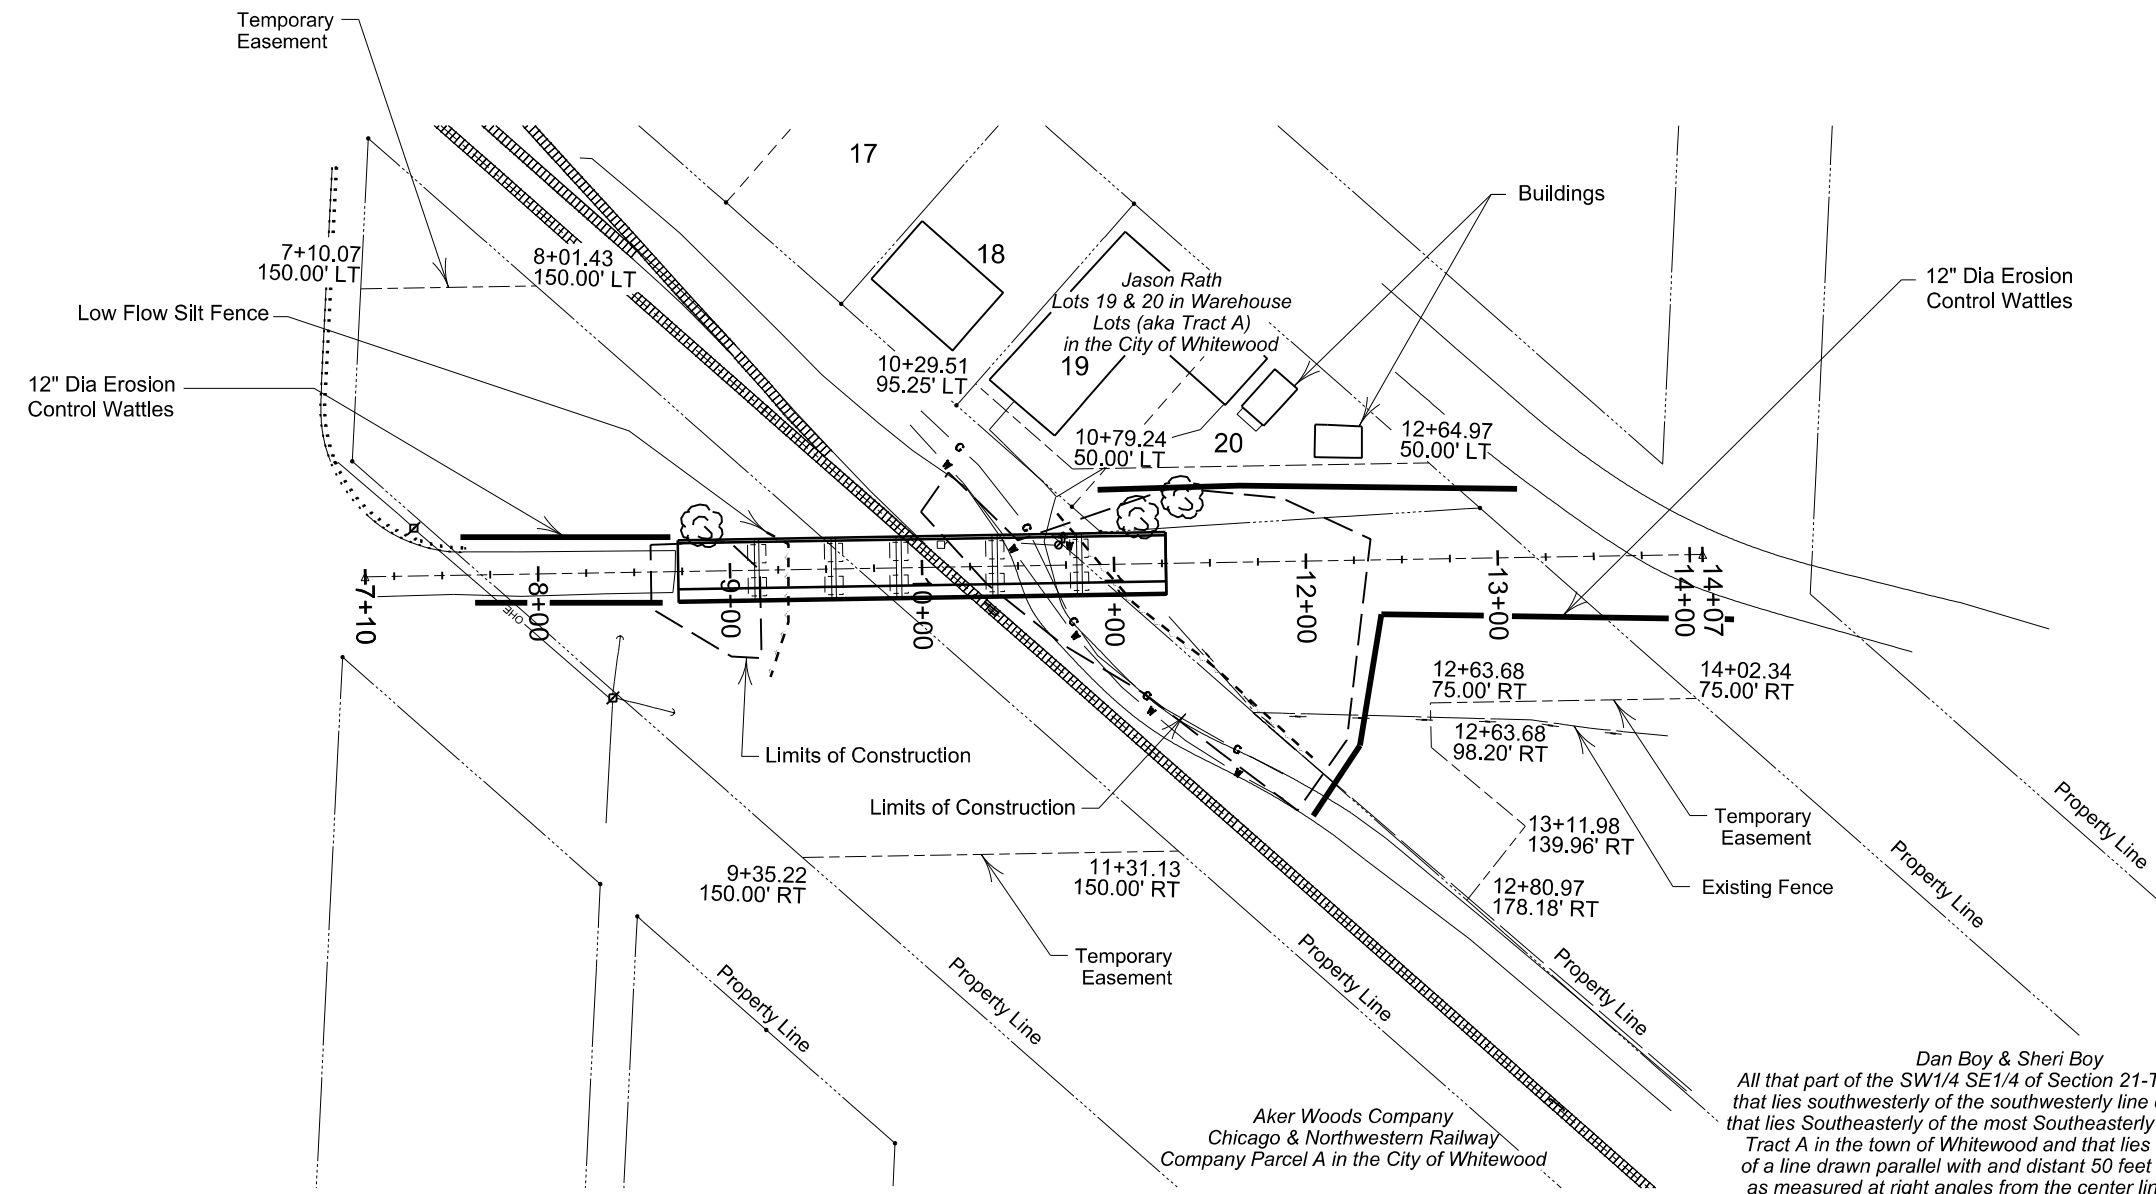 Temporary
Easement
17
Buildings
18
7+10.07
150.00' LT
8+01.43
150.00' LT
12" Dia Erosion
Control Wattles
Jason Rath
Lots 19 & 20 in Warehouse
Lots (aka Tract A)
in the City of Whitewood
Low Flow Silt Fence
10+29.51
95.25' LT
19
12" Dia Erosion
Control Wattles
10+79.24
50.00' LT
20
12+64.97
50.00' LT
G
W
G
W
W
7+10
8+00
9+00
0+00
+00
12+00
13+00
14+00
14+07
OHE
G
W
12+63.68
75.00' RT
14+02.34
75.00' RT
G
W
G
W
12+63.68
98.20' RT
Limits of Construction
Limits of Construction
Temporary
Easement
13+11.98
139.96' RT
9+35.22
150.00' RT
11+31.13
150.00' RT
12+80.97
178.18' RT
Existing Fence
Temporary
Easement
Property Line
Property Line
Property Line
Property Line
Property Line
Property Line
Aker Woods Company
Chicago & Northwestern Railway
Company Parcel A in the City of Whitewood
Dan Boy & Sheri Boy
All that part of the SW1/4 SE1/4 of Section 21-T
that lies southwesterly of the southwesterly line
that lies Southeasterly of the most Southeasterly
Tract A in the town of Whitewood and that lies
of a line drawn parallel with and distant 50 feet
as measured at right angles from the center lin